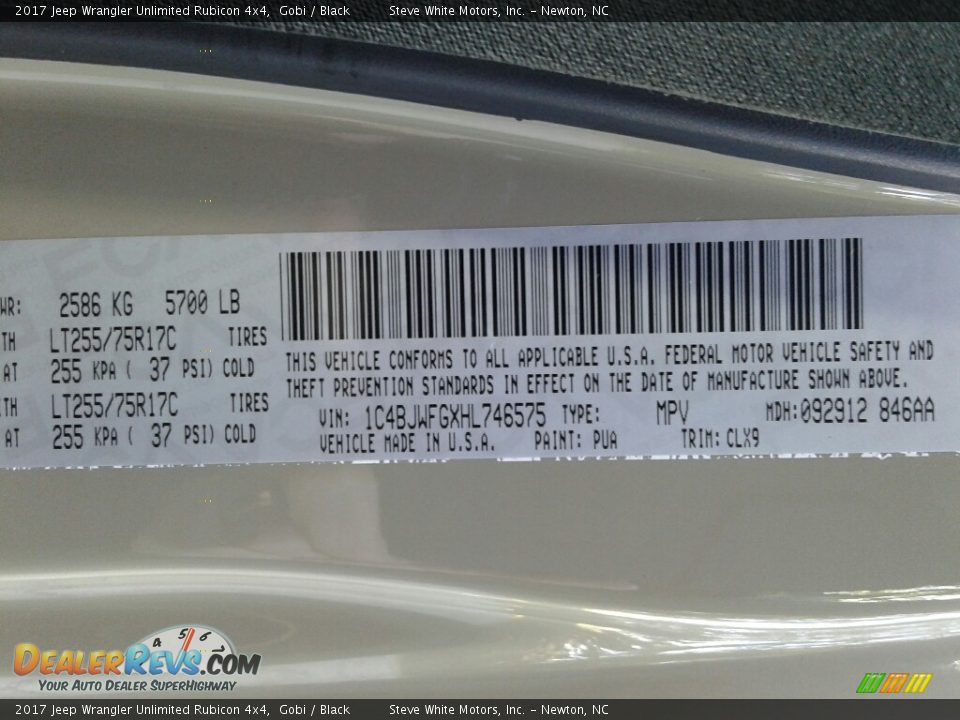 2017 Jeep Wrangler Unlimited Rubicon 4x4, Gobi / Black Steve White Motors, Inc. - Newton, NC
WR: 2586 KG 5700 LB
TH LT255/75R17C TIRES
AT 255 KPA ( 37 PSI) COLD
TH LT255/75R17C TIRES
AT 255 KPA ( 37 PSI) COLD
THIS VEHICLE CONFORMS TO ALL APPLICABLE U.S.A. FEDERAL MOTOR VEHICLE SAFETY AND
THEFT PREVENTION STANDARDS IN EFFECT ON THE DATE OF MANUFACTURE SHOWN ABOVE.
VIN: 1C4BJWFGXHL746575 TYPE: MPV MDH:092912 846AA
VEHICLE MADE IN U.S.A. PAINT: PUA TRIM: CLX9
4 5 6
DEALERREVS.COM
YOUR AUTO DEALER SUPERHIGHWAY
2017 Jeep Wrangler Unlimited Rubicon 4x4, Gobi / Black Steve White Motors, Inc. - Newton, NC